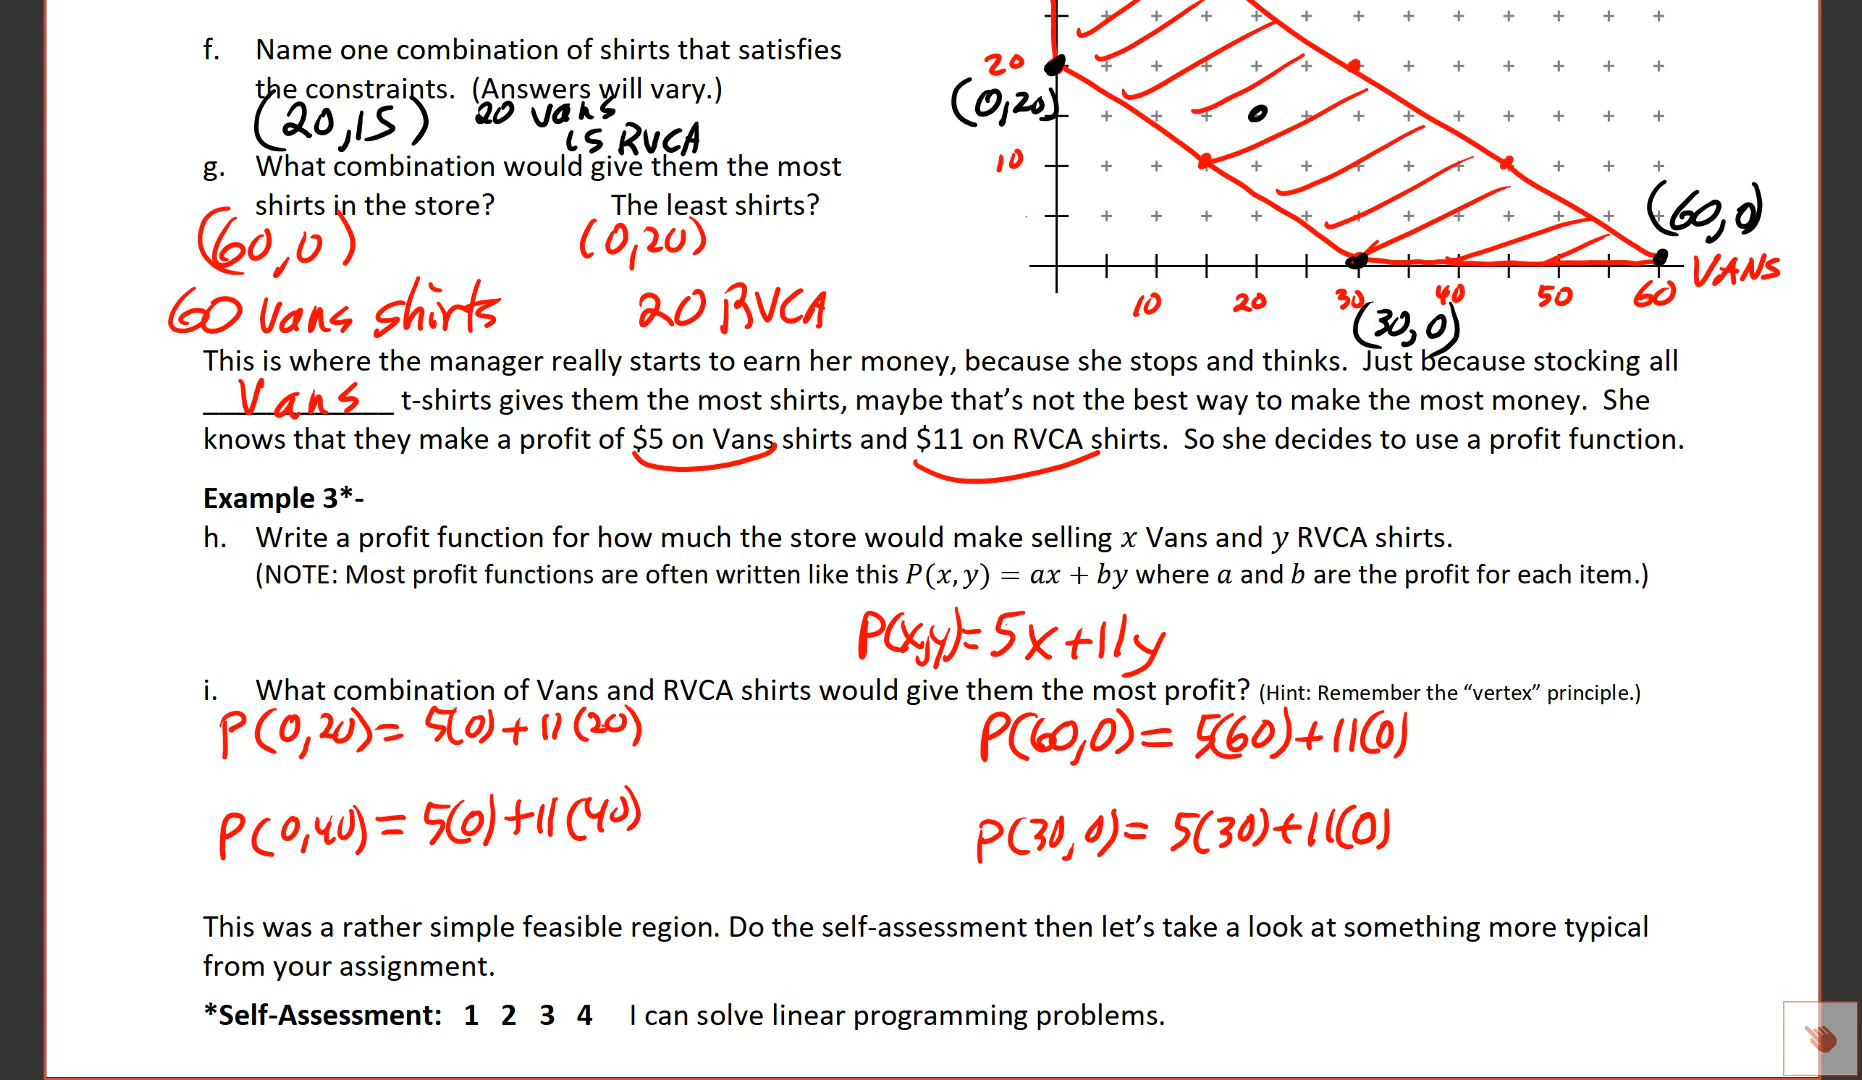 f. Name one combination of shirts that satisfies
the constraints. (Answers will vary.)
(20,15) 20 vans
15 RVCA
g. What combination would give them the most
shirts in the store? The least shirts?
(60,0) (0,20)
60 Vans shirts 20 RVCA
20
(0,20)
10
(60,0)
VANS
10 20 30 40 50 60
(30,0)
This is where the manager really starts to earn her money, because she stops and thinks. Just because stocking all
Vans t-shirts gives them the most shirts, maybe that’s not the best way to make the most money. She
knows that they make a profit of $5 on Vans shirts and $11 on RVCA shirts. So she decides to use a profit function.
Example 3*-
h. Write a profit function for how much the store would make selling x Vans and y RVCA shirts.
(NOTE: Most profit functions are often written like this P(x, y) = ax + by where a and b are the profit for each item.)
P(x,y)=5x+11y
i. What combination of Vans and RVCA shirts would give them the most profit? (Hint: Remember the “vertex” principle.)
P(0,20)= 5(0)+11(20) P(60,0)= 5(60)+11(0)
P(0,40)= 5(0)+11(40) P(30,0)= 5(30)+11(0)
This was a rather simple feasible region. Do the self-assessment then let’s take a look at something more typical
from your assignment.
*Self-Assessment: 1 2 3 4 I can solve linear programming problems.